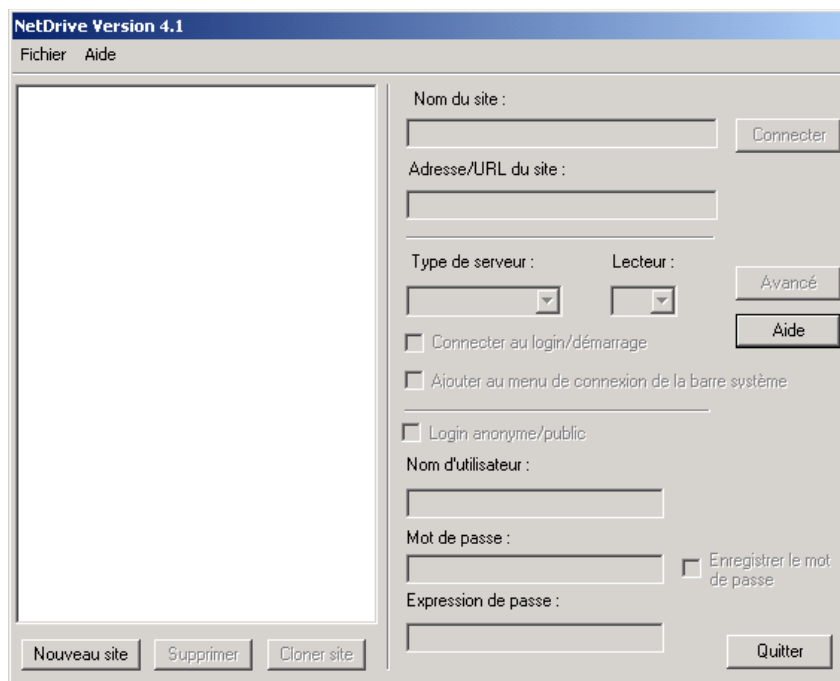 NetDrive Version 4.1
Fichier Aide
Nom du site :
Connecter
Adresse/URL du site :
Type de serveur : Lecteur :
Avancé
Aide
Connecter au login/démarrage
Ajouter au menu de connexion de la barre système
Login anonyme/public
Nom d'utilisateur :
Mot de passe :
Enregistrer le mot
de passe
Expression de passe :
Nouveau site Supprimer Cloner site
Quitter